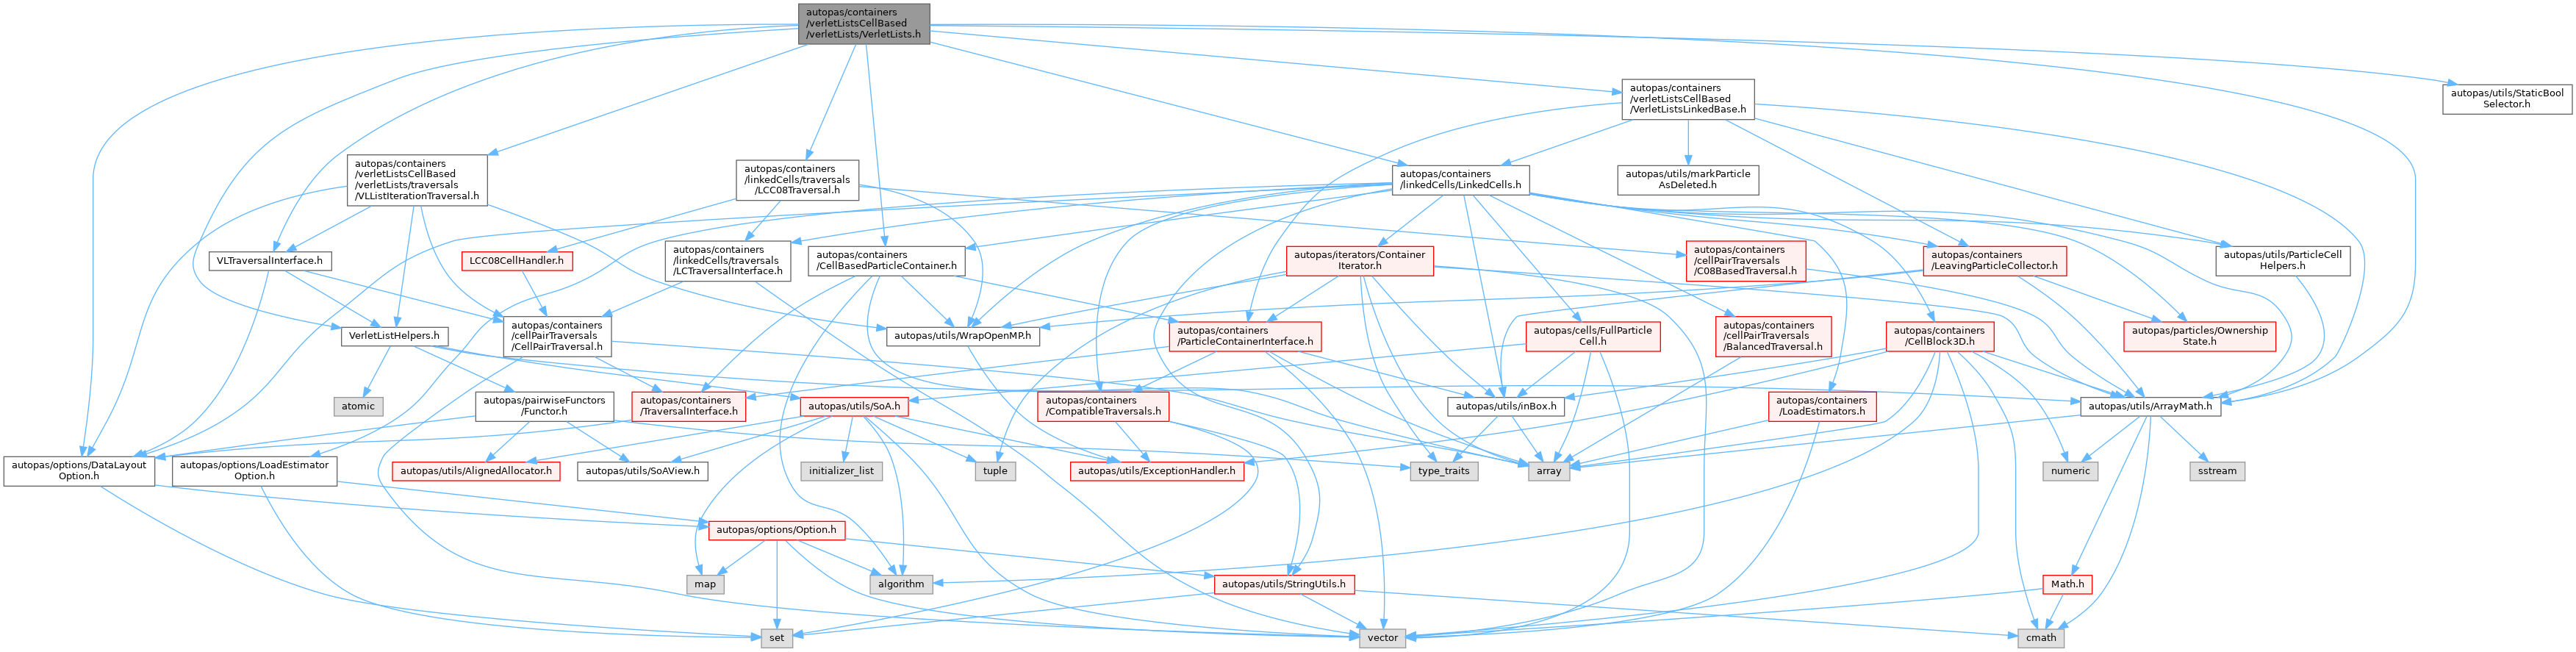 autopas/containers
/verletListsCellBased
/verletLists/VerletLists.h
autopas/containers
/verletListsCellBased
/VerletListsLinkedBase.h
autopas/utils/StaticBool
Selector.h
autopas/containers
/verletListsCellBased
/verletLists/traversals
/VLListIterationTraversal.h
autopas/containers
/linkedCells/traversals
/LCC08Traversal.h
autopas/containers
/linkedCells/LinkedCells.h
autopas/utils/markParticle
AsDeleted.h
VLTraversalInterface.h
LCC08CellHandler.h
autopas/containers
/linkedCells/traversals
/LCTraversalInterface.h
autopas/containers
/CellBasedParticleContainer.h
autopas/iterators/Container
Iterator.h
autopas/containers
/cellPairTraversals
/C08BasedTraversal.h
autopas/containers
/LeavingParticleCollector.h
autopas/utils/ParticleCell
Helpers.h
VerletListHelpers.h
autopas/containers
/cellPairTraversals
/CellPairTraversal.h
autopas/utils/WrapOpenMP.h
autopas/containers
/ParticleContainerInterface.h
autopas/cells/FullParticle
Cell.h
autopas/containers
/cellPairTraversals
/BalancedTraversal.h
autopas/containers
/CellBlock3D.h
autopas/particles/Ownership
State.h
atomic
autopas/pairwiseFunctors
/Functor.h
autopas/containers
/TraversalInterface.h
autopas/utils/SoA.h
autopas/containers
/CompatibleTraversals.h
autopas/utils/inBox.h
autopas/containers
/LoadEstimators.h
autopas/utils/ArrayMath.h
autopas/options/DataLayout
Option.h
autopas/options/LoadEstimator
Option.h
autopas/utils/AlignedAllocator.h
autopas/utils/SoAView.h
initializer_list
tuple
autopas/utils/ExceptionHandler.h
type_traits
array
numeric
sstream
autopas/options/Option.h
map
algorithm
autopas/utils/StringUtils.h
Math.h
set
vector
cmath